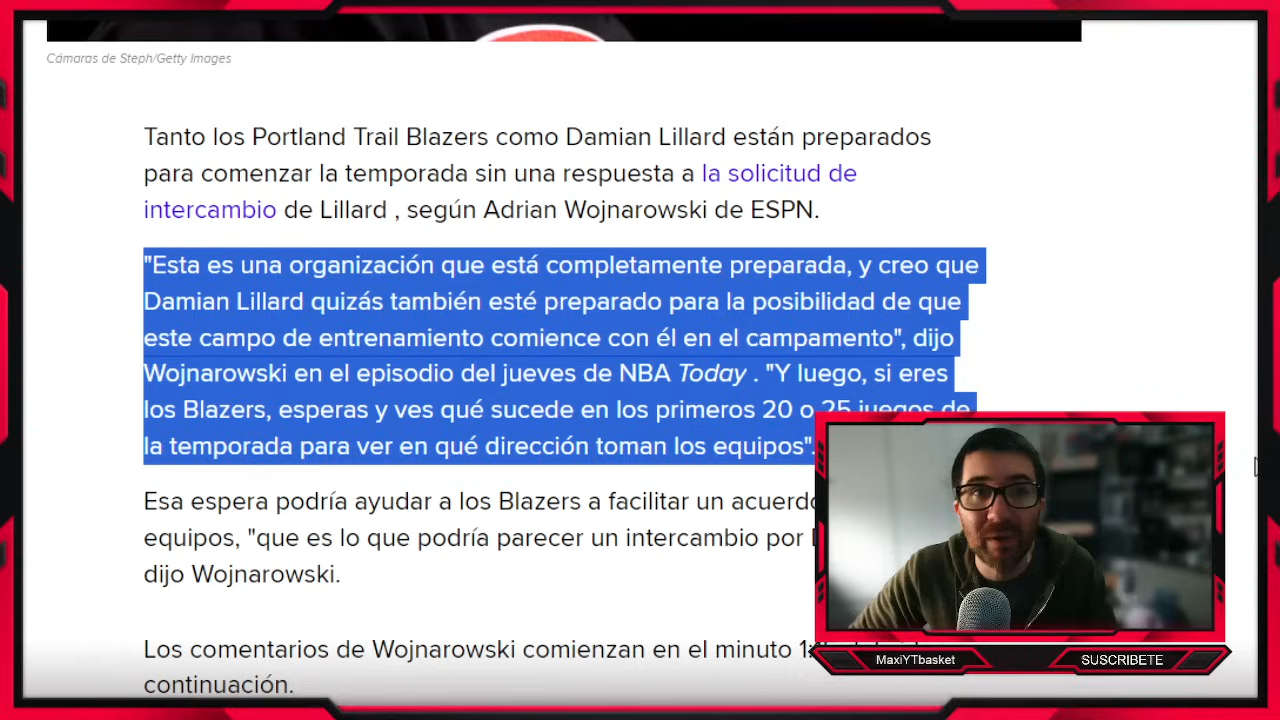 Cámaras de Steph/Getty Images
Tanto los Portland Trail Blazers como Damian Lillard están preparados
para comenzar la temporada sin una respuesta a la solicitud de
intercambio de Lillard , según Adrian Wojnarowski de ESPN.
"Esta es una organización que está completamente preparada, y creo que
Damian Lillard quizás también esté preparado para la posibilidad de que
este campo de entrenamiento comience con él en el campamento", dijo
Wojnarowski en el episodio del jueves de NBA Today . "Y luego, si eres
los Blazers, esperas y ves qué sucede en los primeros 20 o 25 juegos de
la temporada para ver en qué dirección toman los equipos".
Esa espera podría ayudar a los Blazers a facilitar un acuerdo
equipos, "que es lo que podría parecer un intercambio por
dijo Wojnarowski.
Los comentarios de Wojnarowski comienzan en el minuto
continuación.
MaxiYTbasket
SUSCRIBETE